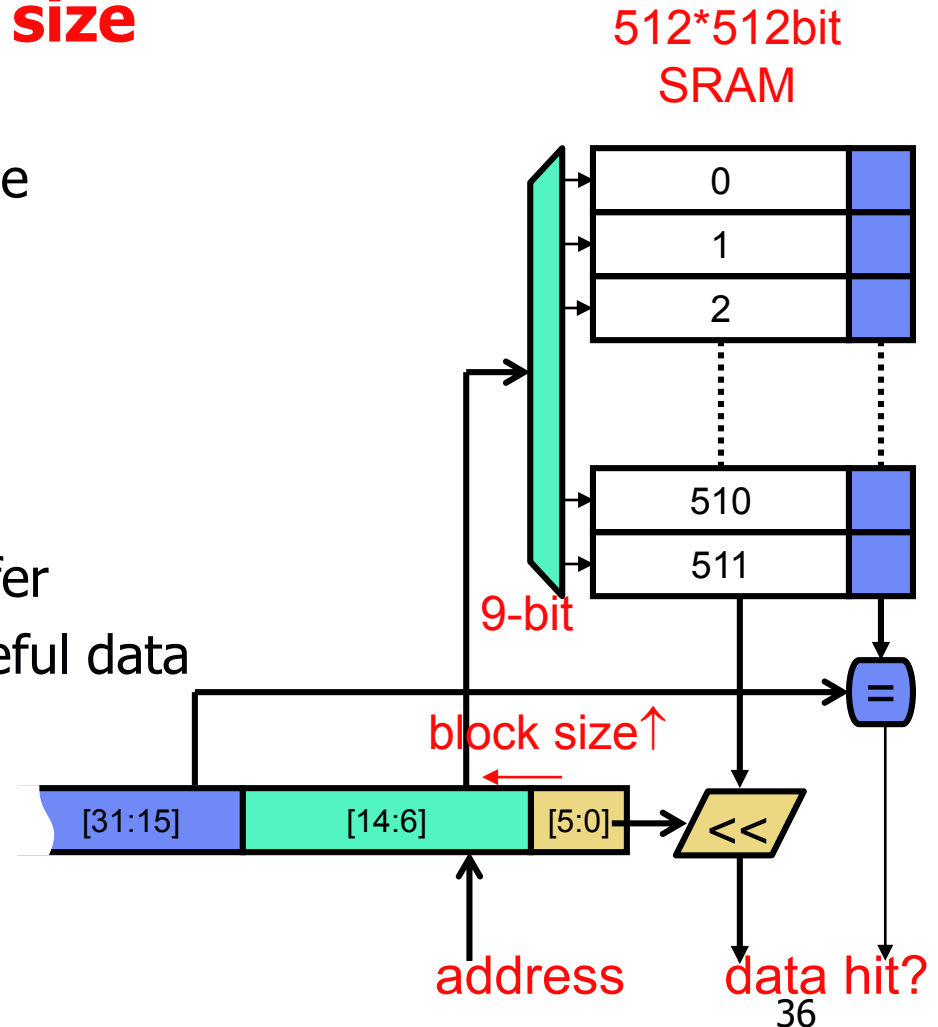 size
512*512bit
SRAM
e
0
1
2
510
511
fer
9-bit
eful data
=
block size↑
[31:15]
[14:6]
[5:0]
<<
address
data hit?
36